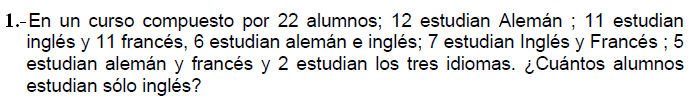 1.-En un curso compuesto por 22 alumnos; 12 estudian Alemán ; 11 estudian
inglés y 11 francés, 6 estudian alemán e inglés; 7 estudian Inglés y Francés ; 5
estudian alemán y francés y 2 estudian los tres idiomas. ¿Cuántos alumnos
estudian sólo inglés?